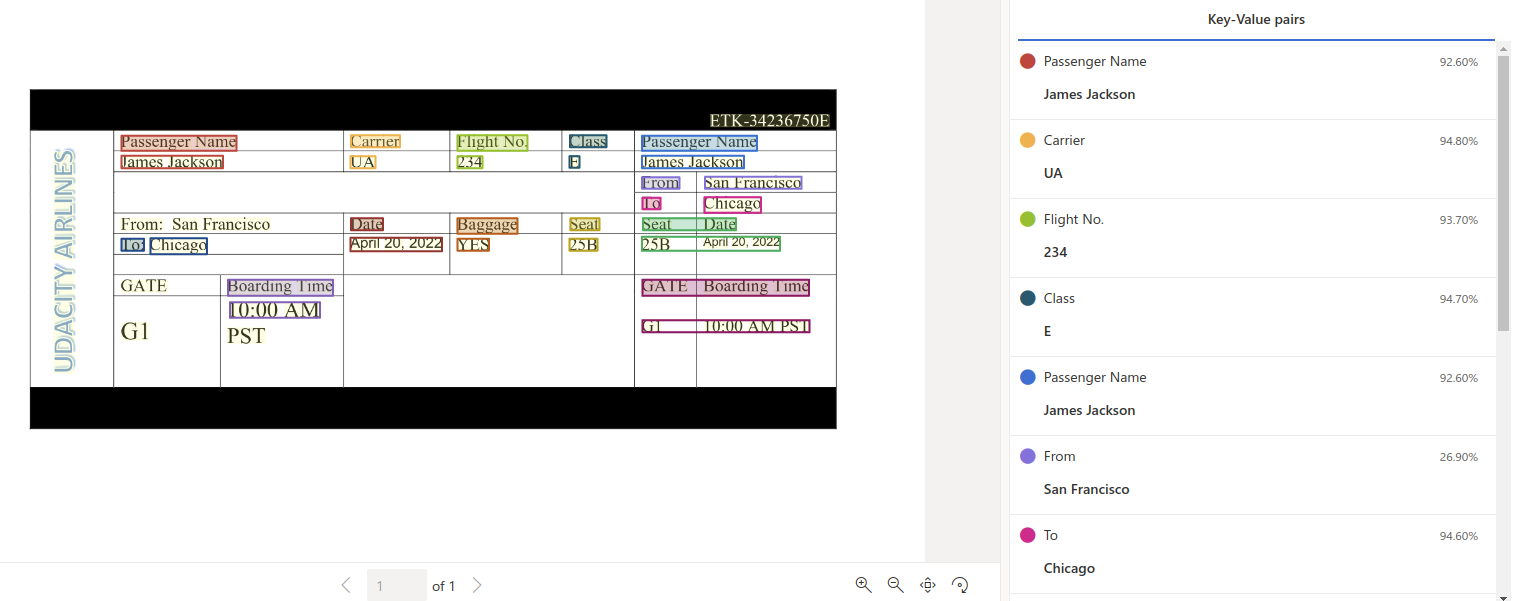 Key-Value pairs
ETK-34236750E
UDACITY AIRLINES
Passenger Name Carrier Flight No. Class Passenger Name
James Jackson UA 234 E James Jackson
From San Francisco
To Chicago
From: San Francisco Date Baggage Seat Seat Date
To: Chicago April 20, 2022 YES 25B 25B April 20, 2022
GATE Boarding Time GATE Boarding Time
G1 10:00 AM PST G1 10:00 AM PST
Passenger Name 92.60%
James Jackson
Carrier 94.80%
UA
Flight No. 93.70%
234
Class 94.70%
E
Passenger Name 92.60%
James Jackson
From 26.90%
San Francisco
To 94.60%
Chicago
1 of 1